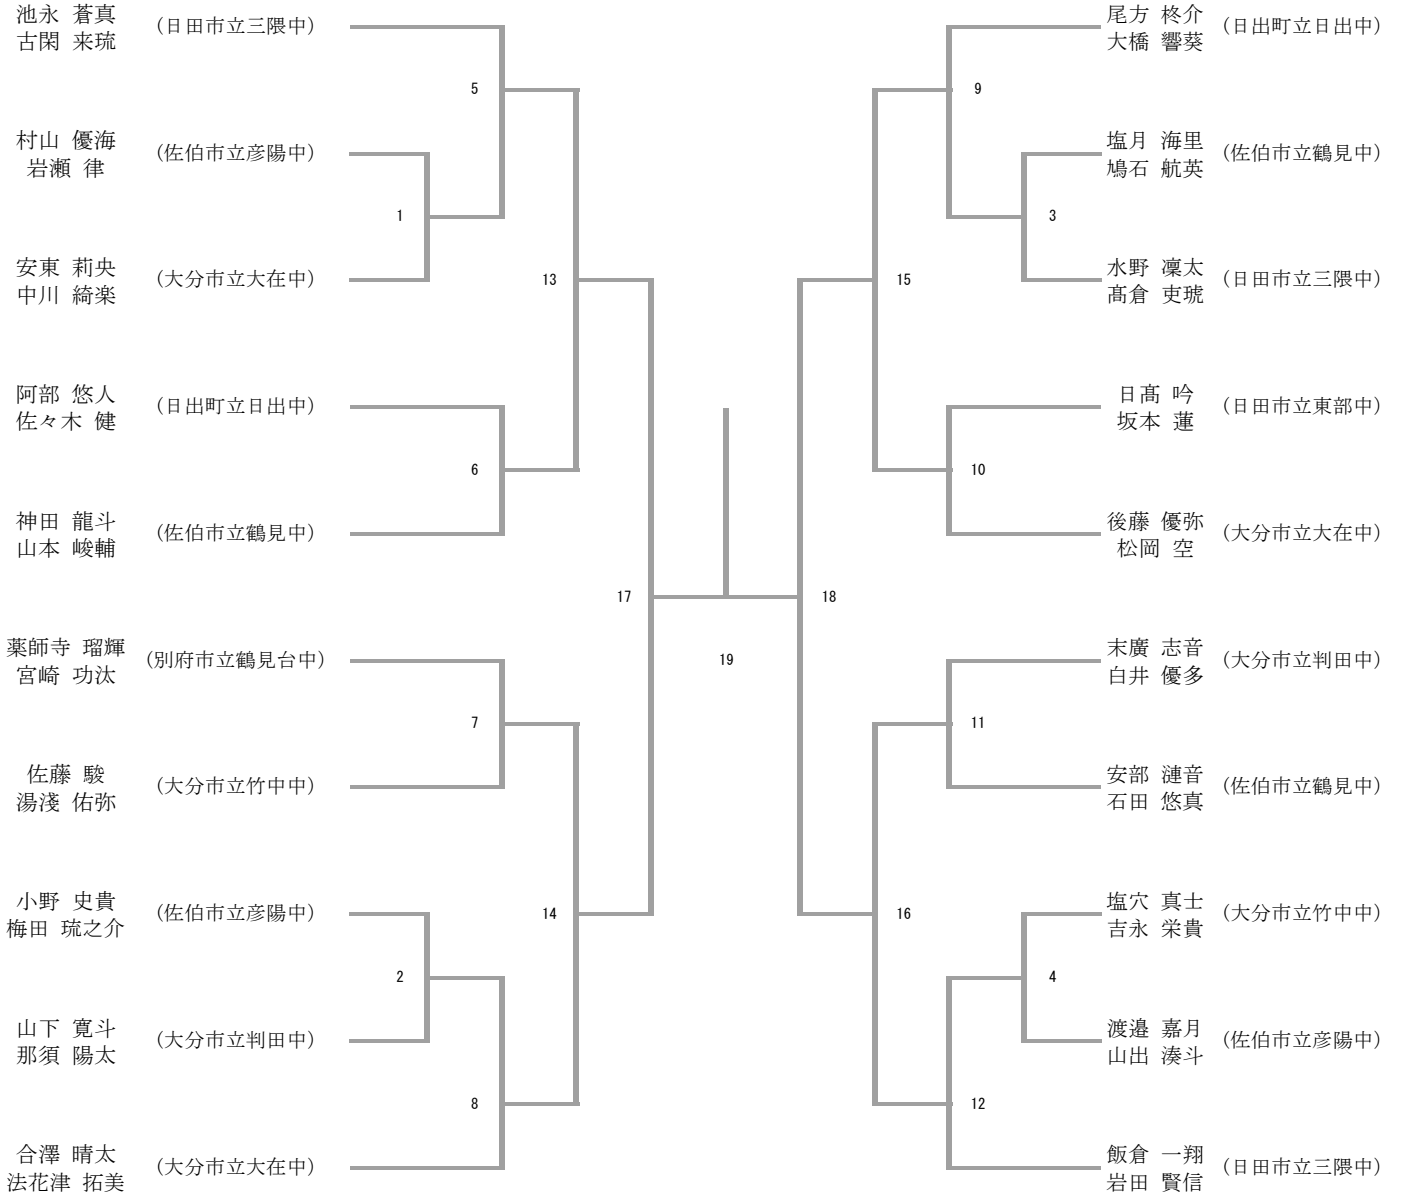 池永 蒼真
古閑 来琉
(日田市立三隈中)
5
村山 優海
岩瀬 律
(佐伯市立彦陽中)
1
安東 莉央
中川 綺楽
(大分市立大在中)
13
阿部 悠人
佐々木 健
(日出町立日出中)
6
神田 龍斗
山本 峻輔
(佐伯市立鶴見中)
17
薬師寺 瑠輝
宮崎 功汰
(別府市立鶴見台中)
7
佐藤 駿
湯淺 佑弥
(大分市立竹中中)
小野 史貴
梅田 琉之介
(佐伯市立彦陽中)
14
2
山下 寛斗
那須 陽太
(大分市立判田中)
8
合澤 晴太
法花津 拓美
(大分市立大在中)
19
尾方 柊介
大橋 響葵
(日出町立日出中)
9
塩月 海里
鳩石 航英
(佐伯市立鶴見中)
3
水野 凜太
髙倉 吏琥
(日田市立三隈中)
15
日髙 吟
坂本 蓮
(日田市立東部中)
10
後藤 優弥
松岡 空
(大分市立大在中)
18
末廣 志音
白井 優多
(大分市立判田中)
11
安部 漣音
石田 悠真
(佐伯市立鶴見中)
塩穴 真士
吉永 栄貴
(大分市立竹中中)
16
4
渡邉 嘉月
山出 湊斗
(佐伯市立彦陽中)
12
飯倉 一翔
岩田 賢信
(日田市立三隈中)